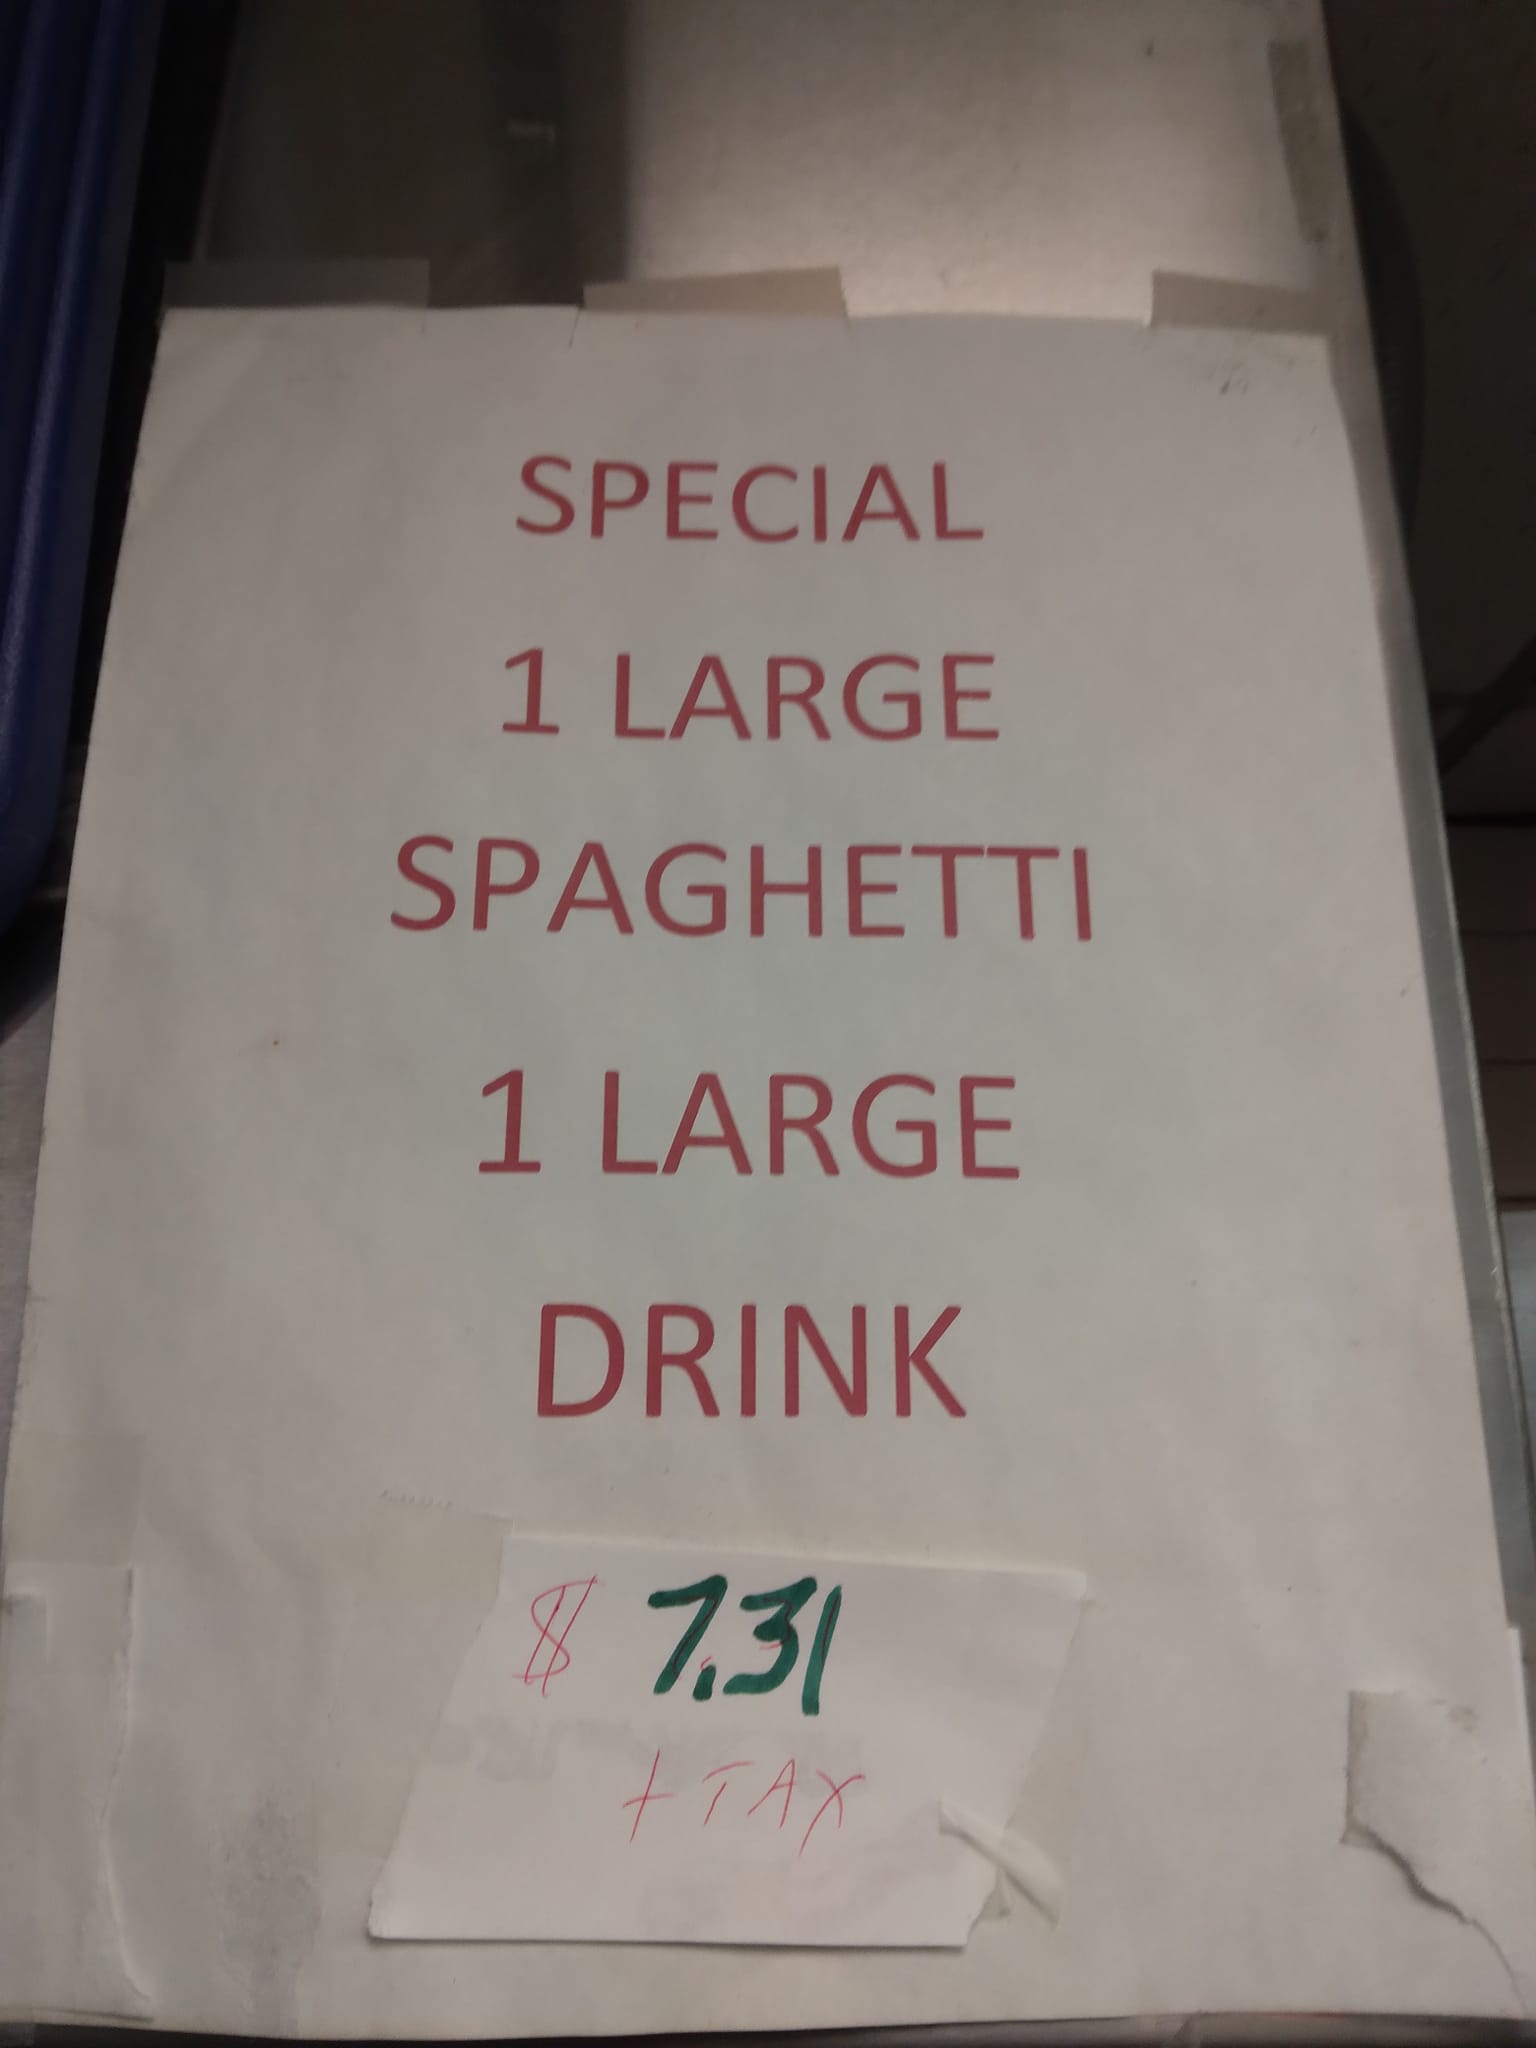 SPECIAL
1 LARGE
SPAGHETTI
1 LARGE
DRINK
$ 7.31
+ TAX